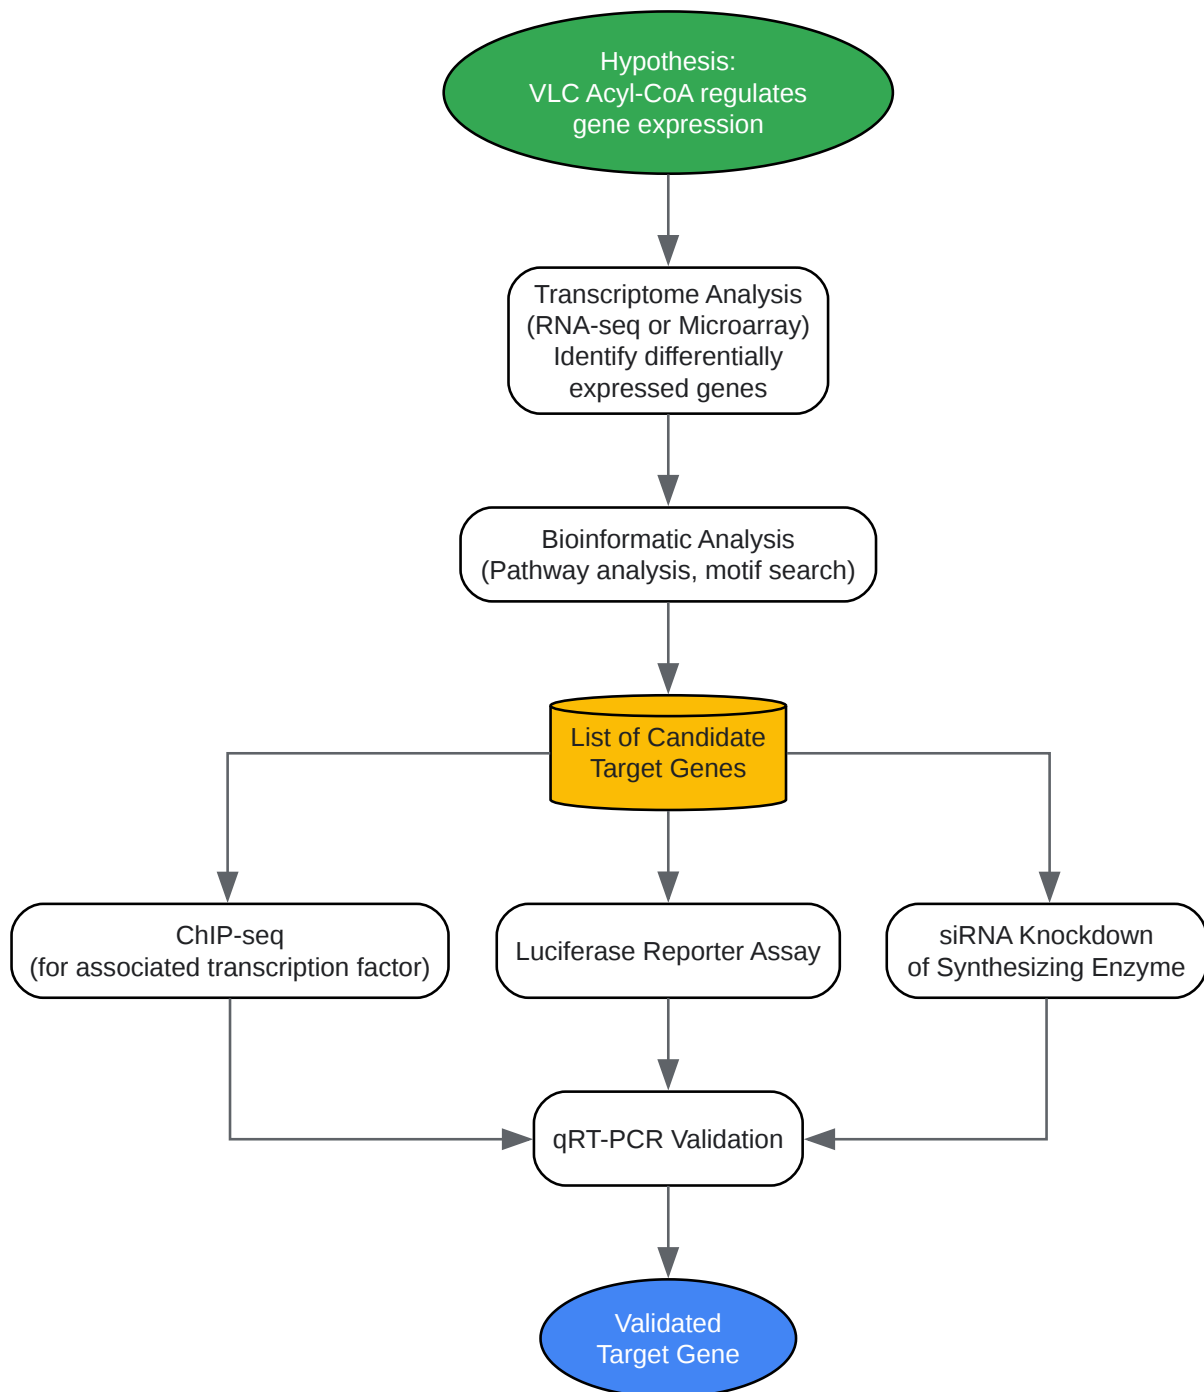 Hypothesis:
VLC Acyl-CoA regulates
gene expression
Transcriptome Analysis
(RNA-seq or Microarray)
Identify differentially
expressed genes
Bioinformatic Analysis
(Pathway analysis, motif search)
List of Candidate
Target Genes
ChIP-seq
(for associated transcription factor)
Luciferase Reporter Assay
siRNA Knockdown
of Synthesizing Enzyme
qRT-PCR Validation
Validated
Target Gene